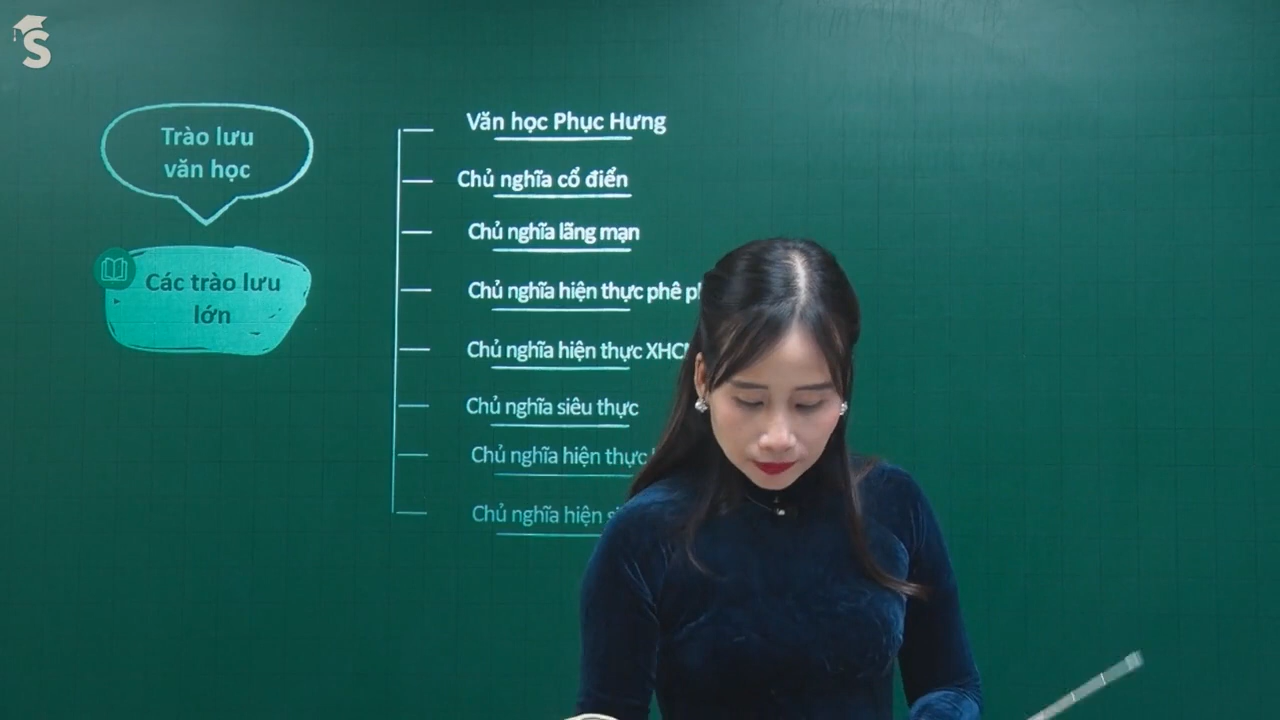 S
Trào lưu
văn học
Các trào lưu
lớn
Văn học Phục Hưng
Chủ nghĩa cổ điển
Chủ nghĩa lãng mạn
Chủ nghĩa hiện thực phê
Chủ nghĩa hiện thực
Chủ nghĩa siêu thực
Chủ nghĩa hiện thực
Chủ nghĩa hiện